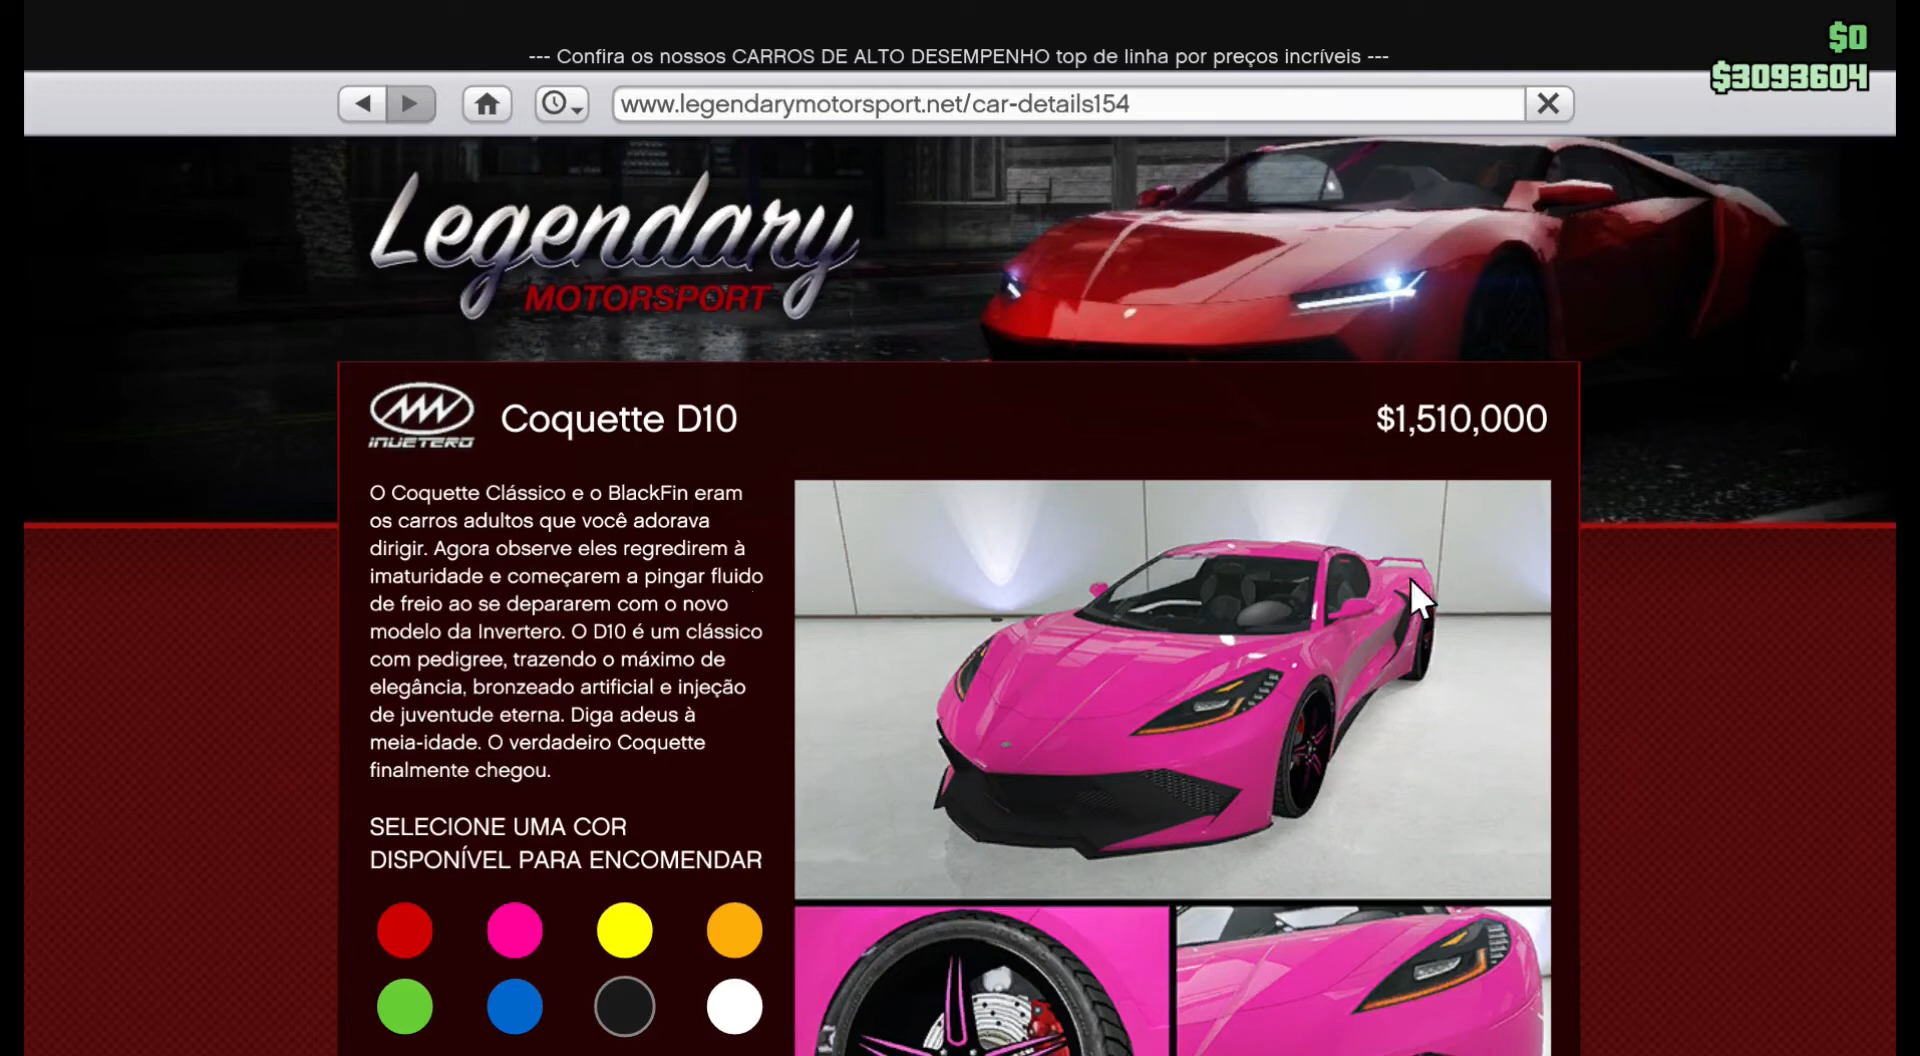 $0
--- Confira os nossos CARROS DE ALTO DESEMPENHO top de linha por preços incríveis ---
$3093604
www.legendarymotorsport.net/car-details154
Legendary
MOTORSPORT
INVETERO
Coquette D10
$1,510,000
O Coquette Clássico e o BlackFin eram
os carros adultos que você adorava
dirigir. Agora observe eles regredirem à
imaturidade e começarem a pingar fluido
de freio ao se depararem com o novo
modelo da Invertero. O D10 é um clássico
com pedigree, trazendo o máximo de
elegância, bronzeado artificial e injeção
de juventude eterna. Diga adeus à
meia-idade. O verdadeiro Coquette
finalmente chegou.
SELECIONE UMA COR
DISPONÍVEL PARA ENCOMENDAR